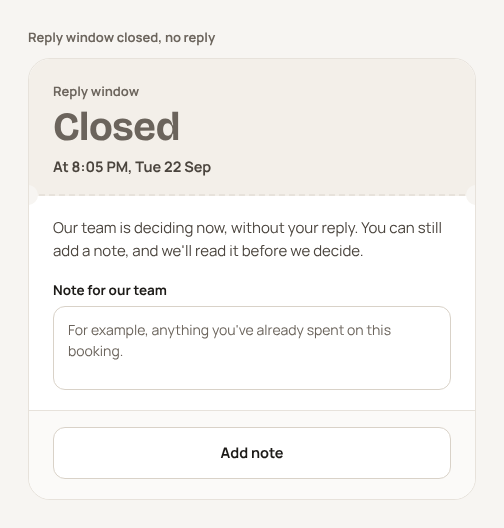 Reply window closed, no reply
Reply window
Closed
At 8:05 PM, Tue 22 Sep
Our team is deciding now, without your reply. You can still
add a note, and we'll read it before we decide.
Note for our team
For example, anything you've already spent on this
booking.
Add note